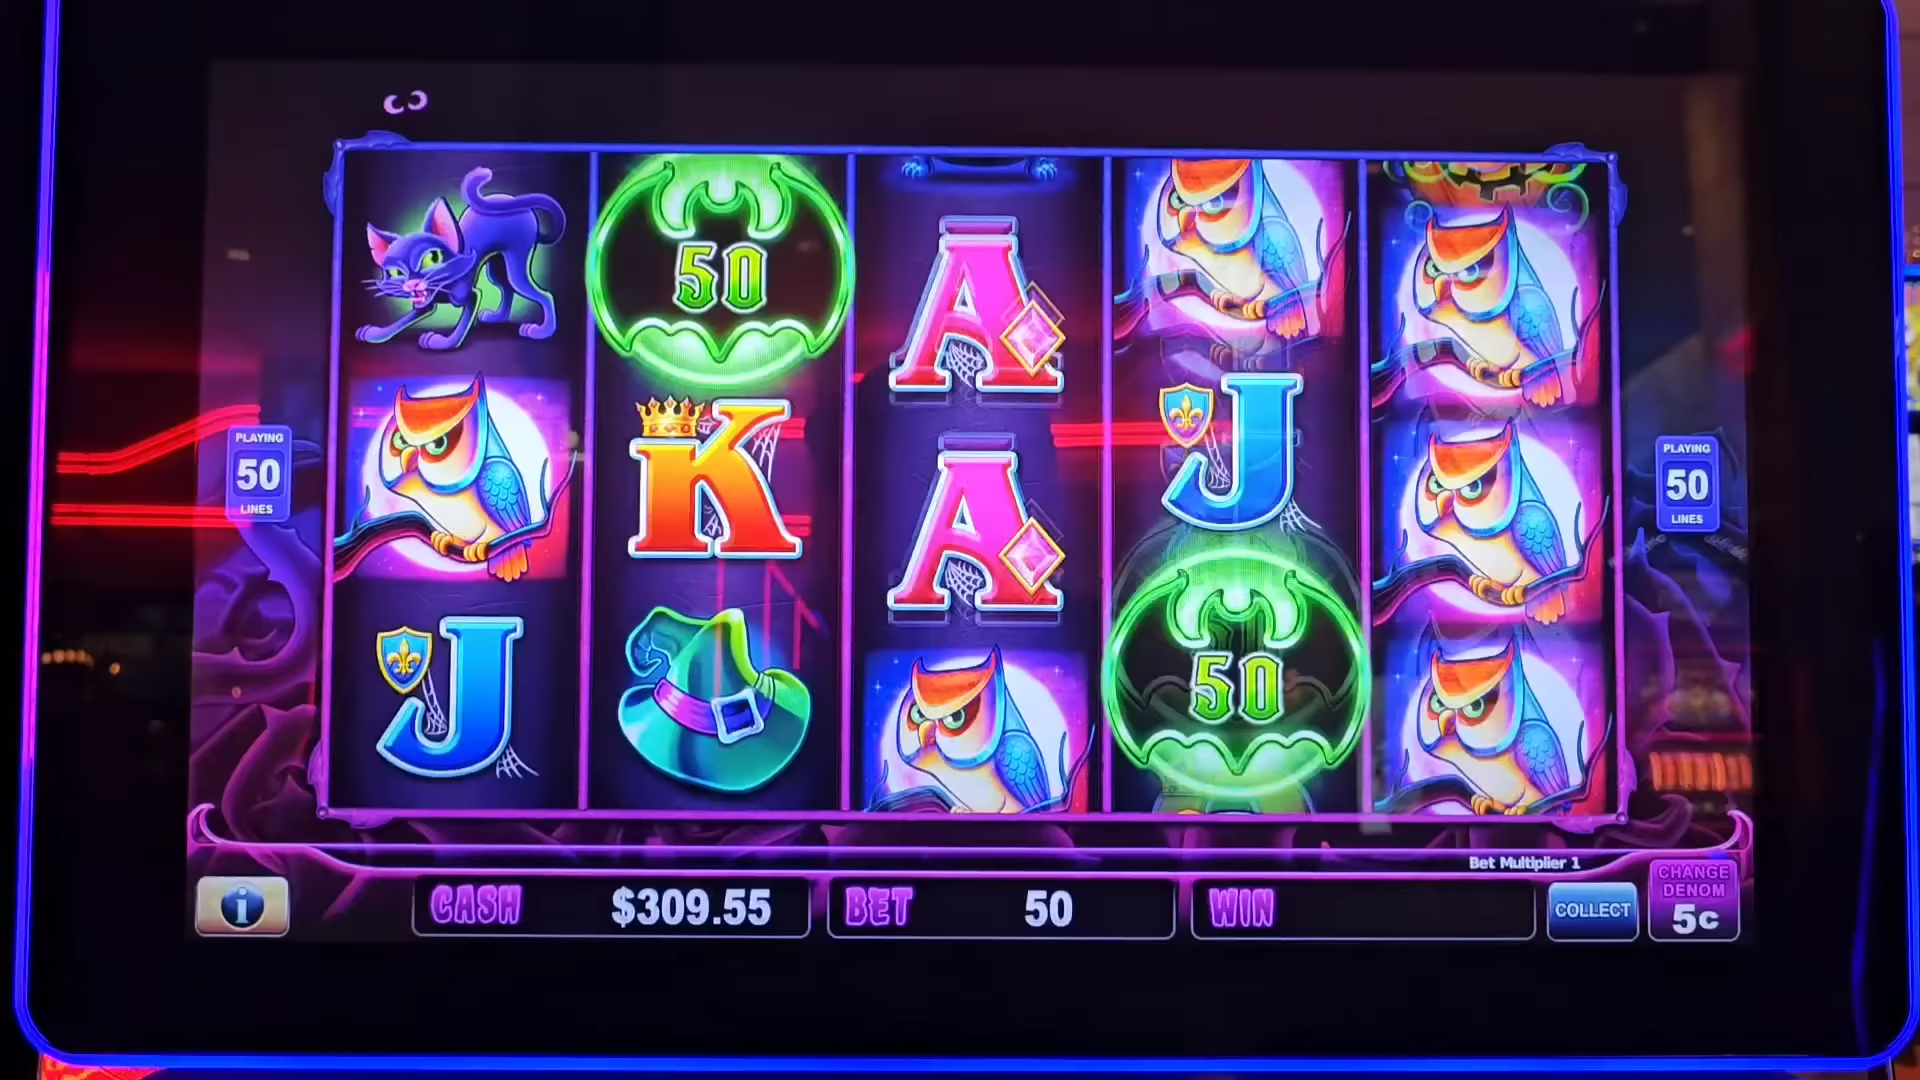 50
A
K
J
A
PLAYING
50
LINES
PLAYING
50
LINES
J
50
Bet Multiplier 1
CASH $309.55
BET 50
WIN
COLLECT
CHANGE
DENOM
5c
i